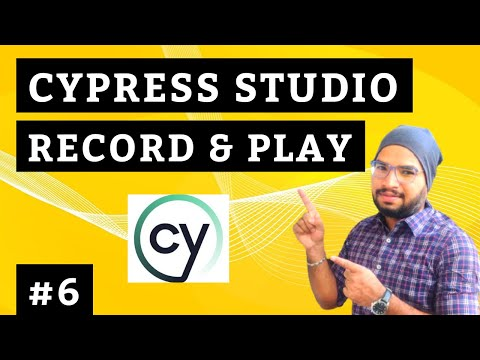 CYPRESS STUDIO
RECORD & PLAY
cy
#6